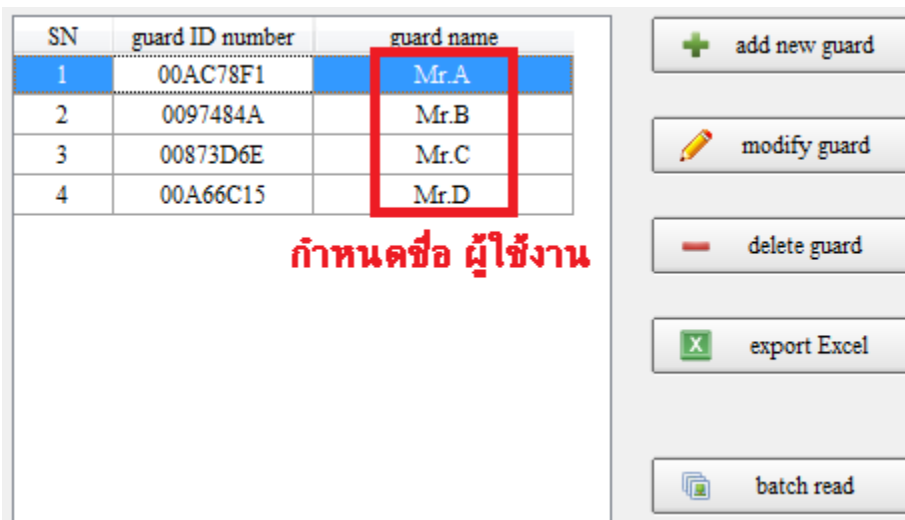 SN guard ID number guard name
1 00AC78F1 Mr.A
2 0097484A Mr.B
3 00873D6E Mr.C
4 00A66C15 Mr.D
กำหนดชื่อ ผู้ใช้งาน
add new guard
modify guard
delete guard
export Excel
batch read